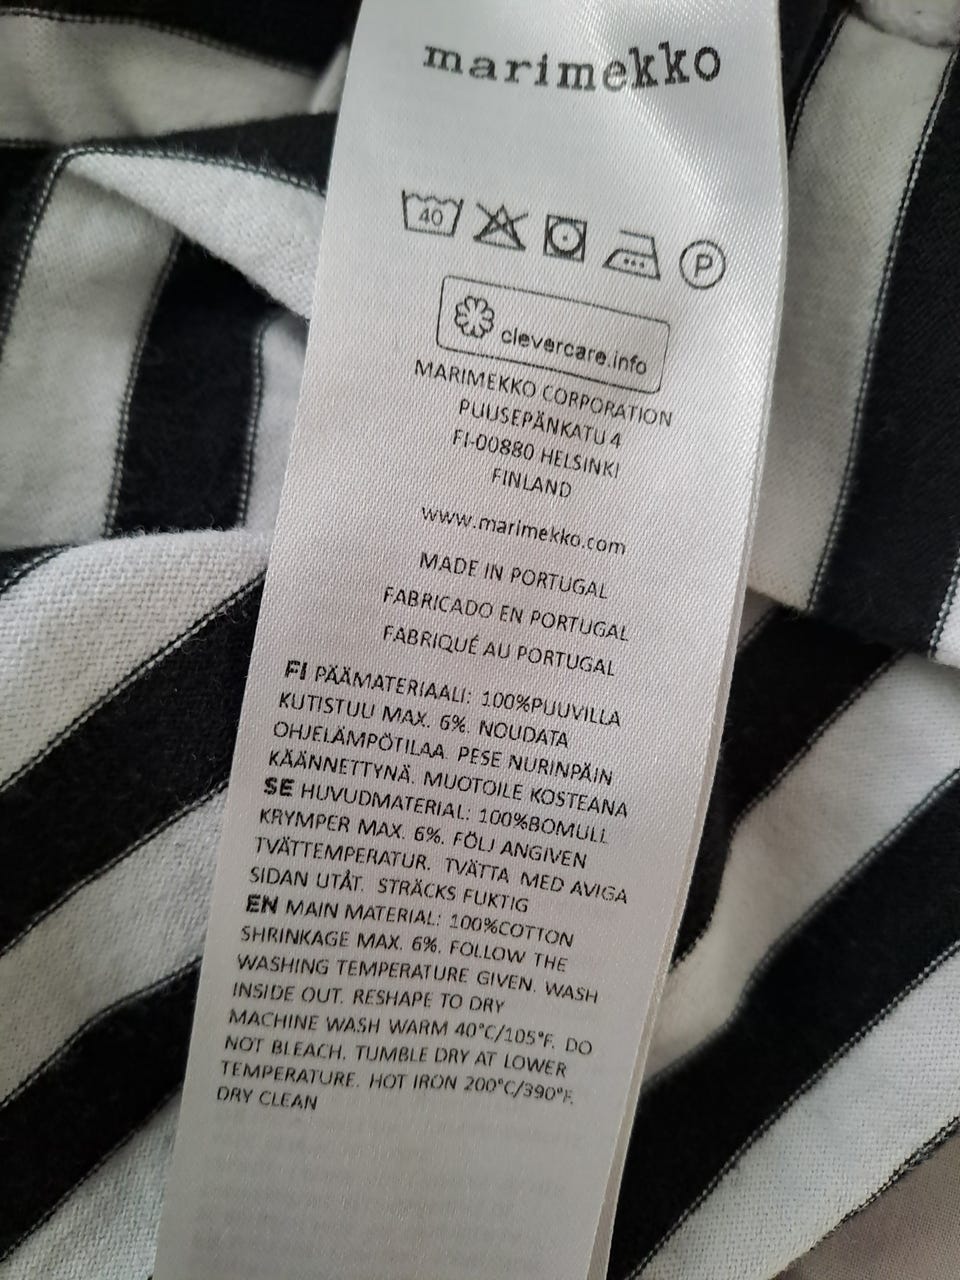 marimekko
40
P
clevercare.info
MARIMEKKO CORPORATION
PUUSEPÄNKATU 4
FI-00880 HELSINKI
FINLAND
www.marimekko.com
MADE IN PORTUGAL
FABRICADO EN PORTUGAL
FABRIQUÉ AU PORTUGAL
FI PÄÄMATERIAALI: 100%PUUVILLA
KUTISTUU MAX. 6%. NOUDATA
OHJELÄMPÖTILAA. PESE NURINPÄIN
KÄÄNNETTYNÄ. MUOTOILE KOSTEANA
SE HUVUDMATERIAL: 100%BOMULL
KRYMPER MAX. 6%. FÖLJ ANGIVEN
TVÄTTEMPERATUR. TVÄTTA MED AVIGA
SIDAN UTÅT. STRÄCKS FUKTIG
EN MAIN MATERIAL: 100%COTTON
SHRINKAGE MAX. 6%. FOLLOW THE
WASHING TEMPERATURE GIVEN. WASH
INSIDE OUT. RESHAPE TO DRY
MACHINE WASH WARM 40°C/105°F. DO
NOT BLEACH. TUMBLE DRY AT LOWER
TEMPERATURE. HOT IRON 200°C/390°F.
DRY CLEAN